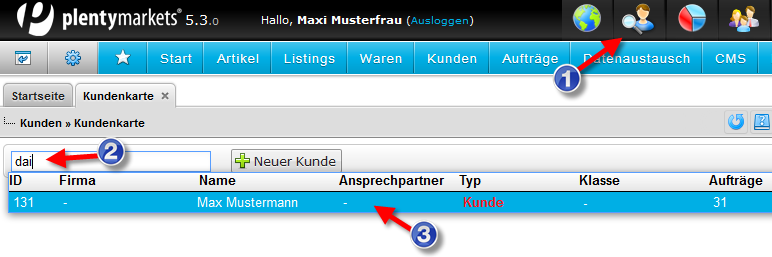 plentymarkets® 5.3.0 Hallo, Maxi Musterfrau (Ausloggen)
1
Start Artikel Listings Waren Kunden Aufträge Datenaustausch CMS
Startseite Kundenkarte ×
Kunden » Kundenkarte
dai 2 Neuer Kunde
ID Firma Name Ansprechpartner Typ Klasse Aufträge
131 - Max Mustermann - Kunde - 31
3